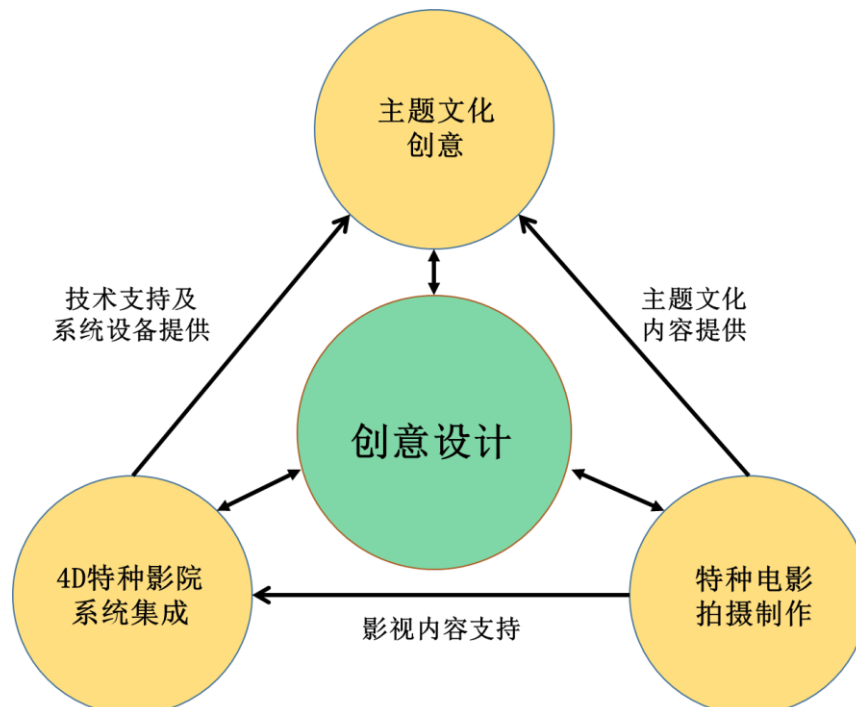 主题文化
创意
技术支持及
系统设备提供
主题文化
内容提供
创意设计
4D特种影院
系统集成
特种电影
拍摄制作
影视内容支持